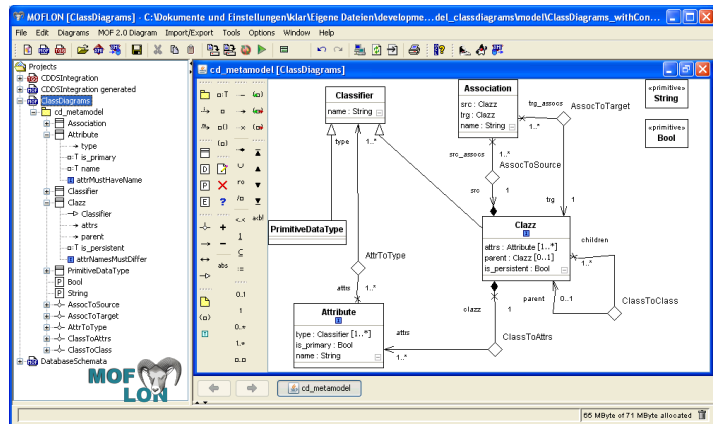 MOFLON [ClassDiagrams] - C:\Dokumente und Einstellungen\klar\Eigene Dateien\developme...del_classdiagrams\model\ClassDiagrams_withCon...
File Edit Diagrams MOF 2.0 Diagram Import/Export Tools Options Window Help
Projects
CDDSIntegration
CDDSIntegration generated
ClassDiagrams
cd_metamodel
Association
Attribute
type
is_primary
name
attrMustHaveName
Classifier
Clazz
Classifier
attrs
parent
is_persistent
attrNamesMustDiffer
PrimitiveDataType
Bool
String
AssocToSource
AssocToTarget
AttrToType
ClassToAttrs
ClassToClass
DatabaseSchemata
MOF
LON
cd_metamodel [ClassDiagrams]
Classifier
name : String
type
1..*
Association
src : Clazz
trg : Clazz
name : String
trg_assocs
1..*
AssocToTarget
«primitive»
String
«primitive»
Bool
src_assocs
1..*
AssocToSource
src
1
trg
1
PrimitiveDataType
AttrToType
attrs
1..*
Clazz
attrs : Attribute [1..*]
parent : Clazz [0..1]
is_persistent : Bool
children
1..*
parent
0..1
ClassToClass
clazz
1
ClassToAttrs
attrs
1..*
Attribute
type : Classifier [1..*]
is_primary : Bool
name : String
cd_metamodel
66 MByte of 71 MByte allocated